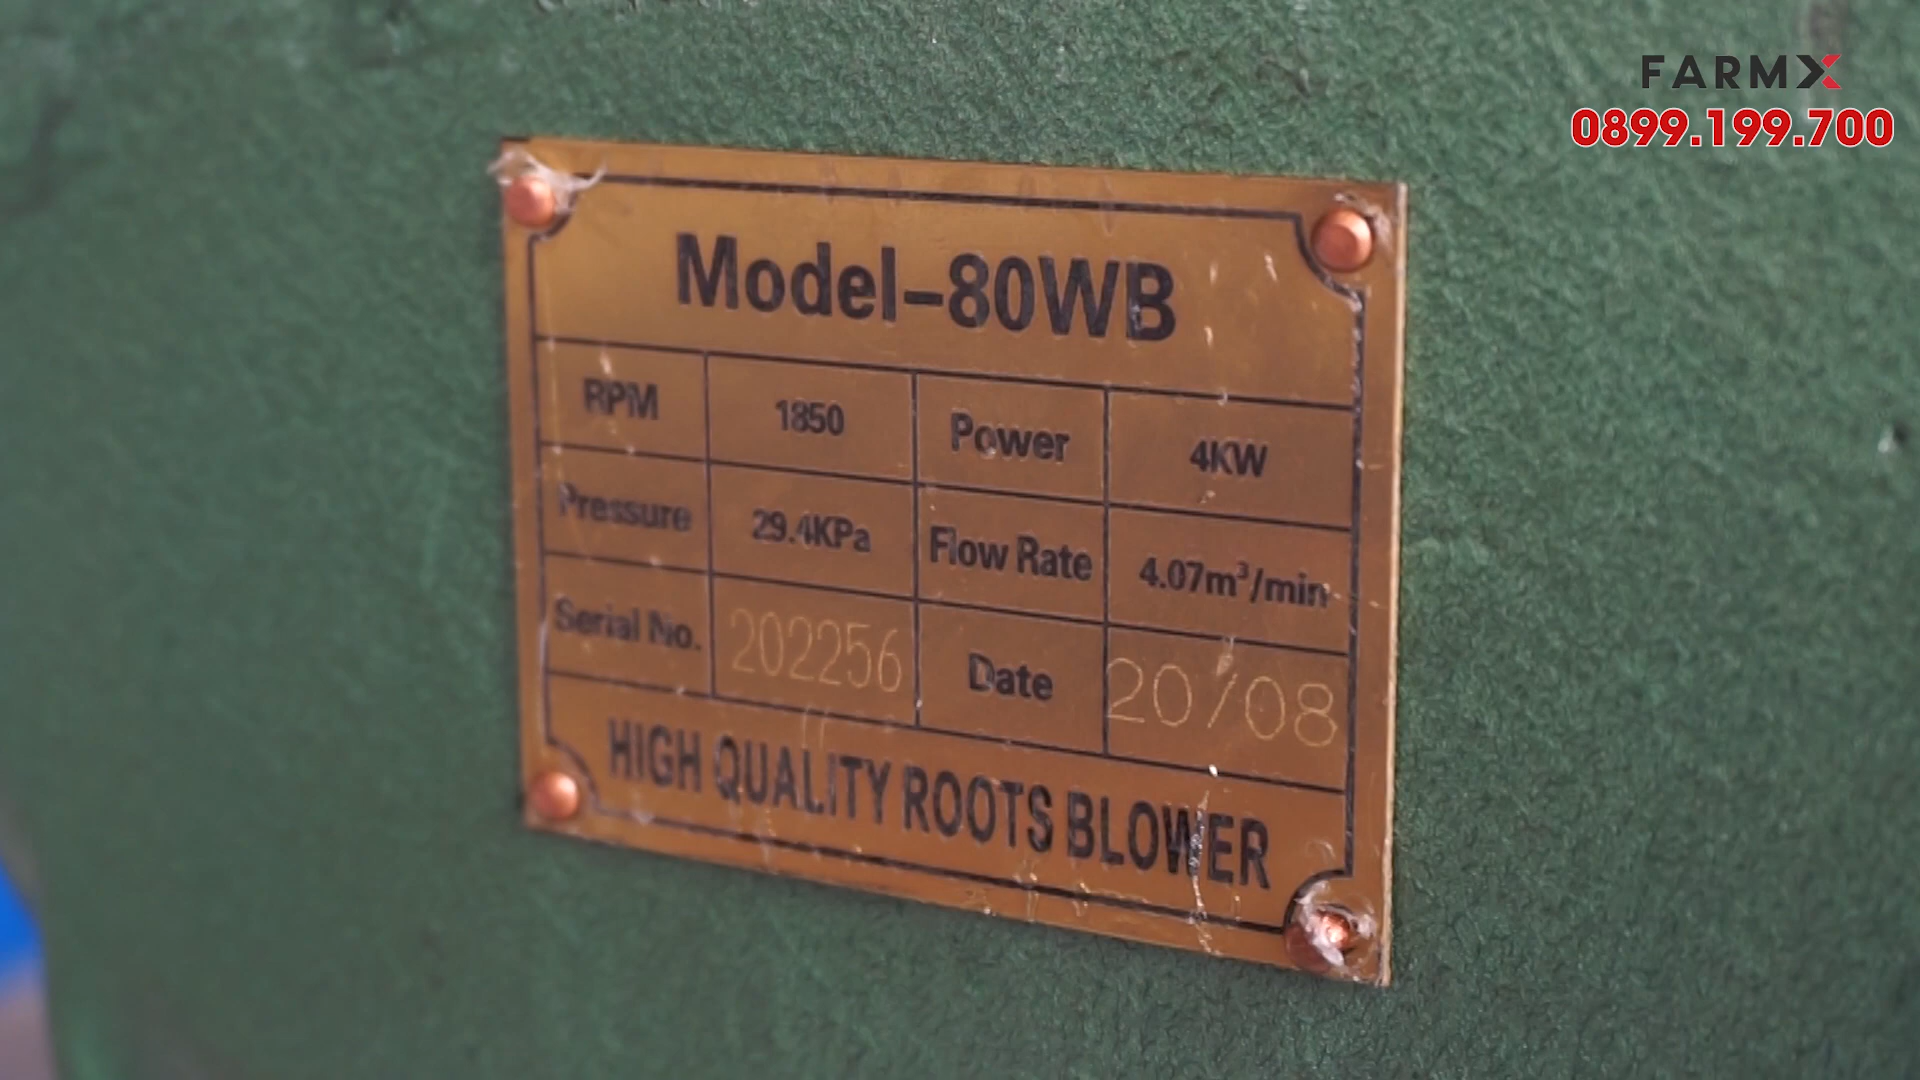 FARMX
0899.199.700
Model-80WB
RPM 1850 Power 4KW
Pressure 29.4KPa Flow Rate 4.07m³/min
Serial No. 202256 Date 20/08
HIGH QUALITY ROOTS BLOWER